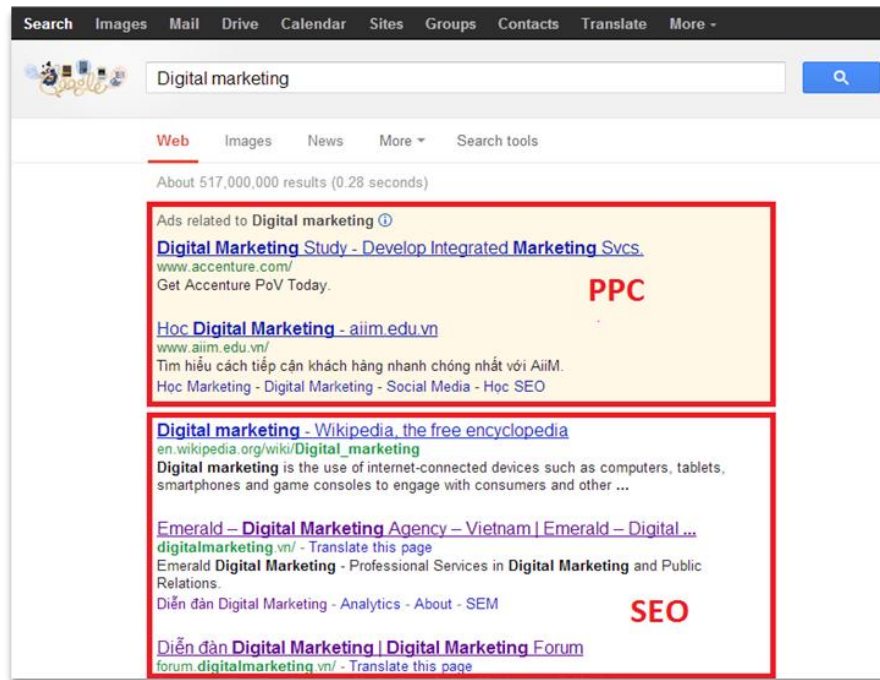 Search Images Mail Drive Calendar Sites Groups Contacts Translate More
Google
Digital marketing
Web Images News More Search tools
About 517,000,000 results (0.28 seconds)
Ads related to Digital marketing
Digital Marketing Study - Develop Integrated Marketing Svcs.
www.accenture.com/
Get Accenture PoV Today.
PPC
Hoc Digital Marketing - aiim.edu.vn
www.aiim.edu.vn/
Tìm hiểu cách tiếp cận khách hàng nhanh chóng nhất với AiiM.
Học Marketing - Digital Marketing - Social Media - Học SEO
Digital marketing - Wikipedia, the free encyclopedia
en.wikipedia.org/wiki/Digital_marketing
Digital marketing is the use of internet-connected devices such as computers, tablets,
smartphones and game consoles to engage with consumers and other ...
Emerald – Digital Marketing Agency – Vietnam | Emerald – Digital ...
digitalmarketing.vn/ - Translate this page
Emerald Digital Marketing - Professional Services in Digital Marketing and Public
Relations.
Diễn đàn Digital Marketing - Analytics - About - SEM
SEO
Diễn đàn Digital Marketing | Digital Marketing Forum
forum.digitalmarketing.vn/ - Translate this page